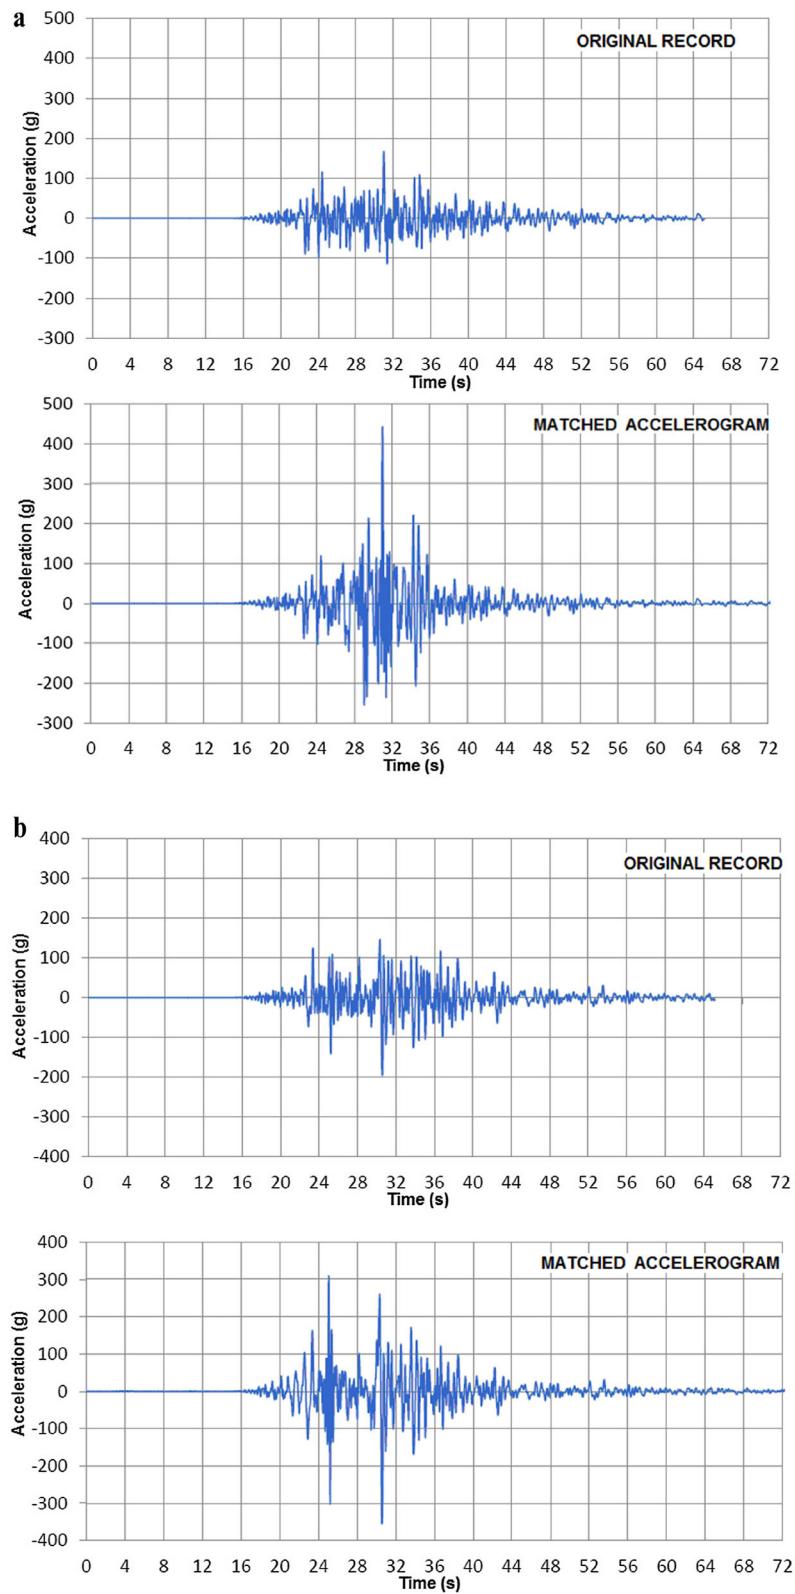 a
ORIGINAL RECORD
Acceleration (g)
500
400
300
200
100
0
-100
-200
-300
0 4 8 12 16 20 24 28 32 36 40 44 48 52 56 60 64 68 72
Time (s)
MATCHED ACCELEROGRAM
Acceleration (g)
500
400
300
200
100
0
-100
-200
-300
0 4 8 12 16 20 24 28 32 36 40 44 48 52 56 60 64 68 72
Time (s)
b
ORIGINAL RECORD
Acceleration (g)
400
300
200
100
0
-100
-200
-300
-400
0 4 8 12 16 20 24 28 32 36 40 44 48 52 56 60 64 68 72
Time (s)
MATCHED ACCELEROGRAM
Acceleration (g)
400
300
200
100
0
-100
-200
-300
-400
0 4 8 12 16 20 24 28 32 36 40 44 48 52 56 60 64 68 72
Time (s)